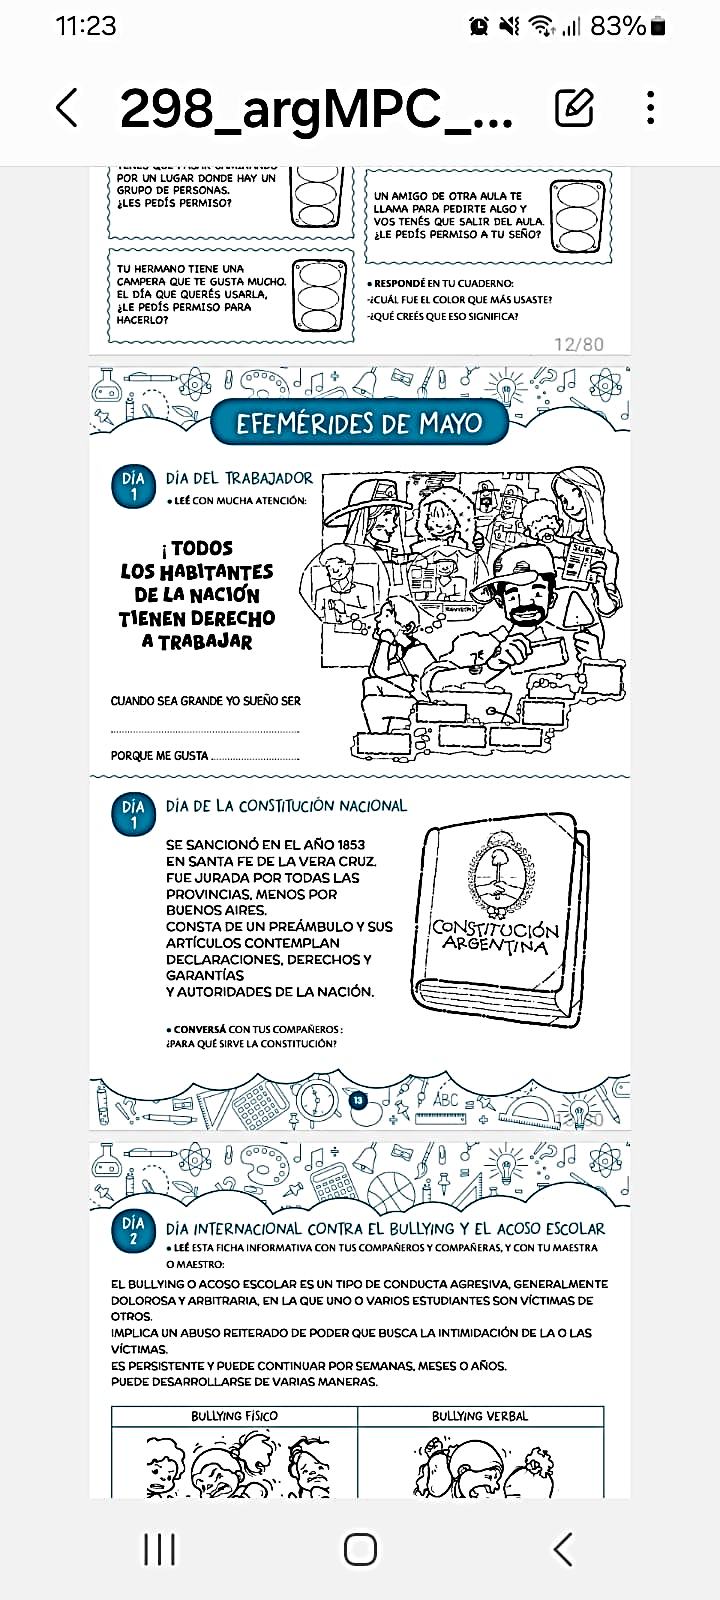 11:23
83%
298_argMPC_...
POR UN LUGAR DONDE HAY UN
GRUPO DE PERSONAS.
¿LES PEDÍS PERMISO?
UN AMIGO DE OTRA AULA TE
LLAMA PARA PEDIRTE ALGO Y
VOS TENÉS QUE SALIR DEL AULA.
¿LE PEDÍS PERMISO A TU SEÑO?
TU HERMANO TIENE UNA
CAMPERA QUE TE GUSTA MUCHO.
EL DÍA QUE QUERÉS USARLA,
¿LE PEDÍS PERMISO PARA
HACERLO?
• RESPONDÉ EN TU CUADERNO:
-¿CUÁL FUE EL COLOR QUE MÁS USASTE?
-¿QUÉ CREÉS QUE ESO SIGNIFICA?
12/80
EFEMÉRIDES DE MAYO
DÍA
1
DÍA DEL TRABAJADOR
• LEÉ CON MUCHA ATENCIÓN:
¡ TODOS
LOS HABITANTES
DE LA NACIÓN
TIENEN DERECHO
A TRABAJAR
SUELDO
REVISTAS
CUANDO SEA GRANDE YO SUEÑO SER
PORQUE ME GUSTA
DÍA
1
DÍA DE LA CONSTITUCIÓN NACIONAL
SE SANCIONÓ EN EL AÑO 1853
EN SANTA FE DE LA VERA CRUZ.
FUE JURADA POR TODAS LAS
PROVINCIAS, MENOS POR
BUENOS AIRES.
CONSTA DE UN PREÁMBULO Y SUS
ARTÍCULOS CONTEMPLAN
DECLARACIONES, DERECHOS Y
GARANTÍAS
Y AUTORIDADES DE LA NACIÓN.
CONSTITUCIÓN
ARGENTINA
• CONVERSÁ CON TUS COMPAÑEROS :
¿PARA QUÉ SIRVE LA CONSTITUCIÓN?
13
ABC
DÍA
2
DÍA INTERNACIONAL CONTRA EL BULLYING Y EL ACOSO ESCOLAR
• LEÉ ESTA FICHA INFORMATIVA CON TUS COMPAÑEROS Y COMPAÑERAS, Y CON TU MAESTRA
O MAESTRO:
EL BULLYING O ACOSO ESCOLAR ES UN TIPO DE CONDUCTA AGRESIVA, GENERALMENTE
DOLOROSA Y ARBITRARIA, EN LA QUE UNO O VARIOS ESTUDIANTES SON VÍCTIMAS DE
OTROS.
IMPLICA UN ABUSO REITERADO DE PODER QUE BUSCA LA INTIMIDACIÓN DE LA O LAS
VÍCTIMAS.
ES PERSISTENTE Y PUEDE CONTINUAR POR SEMANAS, MESES O AÑOS.
PUEDE DESARROLLARSE DE VARIAS MANERAS.
BULLYING FÍSICO
BULLYING VERBAL